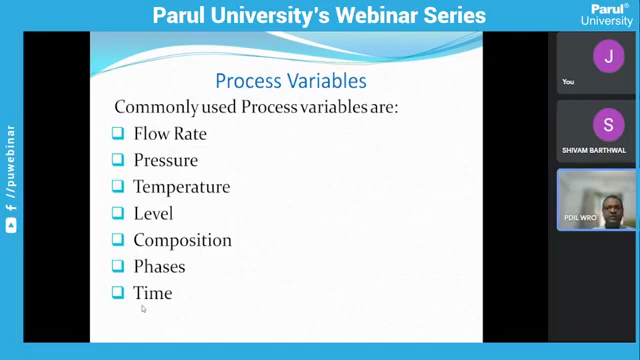 Parul University's Webinar Series
Parul®
University
Process Variables
Commonly used Process variables are:
Flow Rate
Pressure
Temperature
Level
Composition
Phases
Time
J
You
S
SHIVAM BARTHWAL
PDIL WRO
//puwebinar